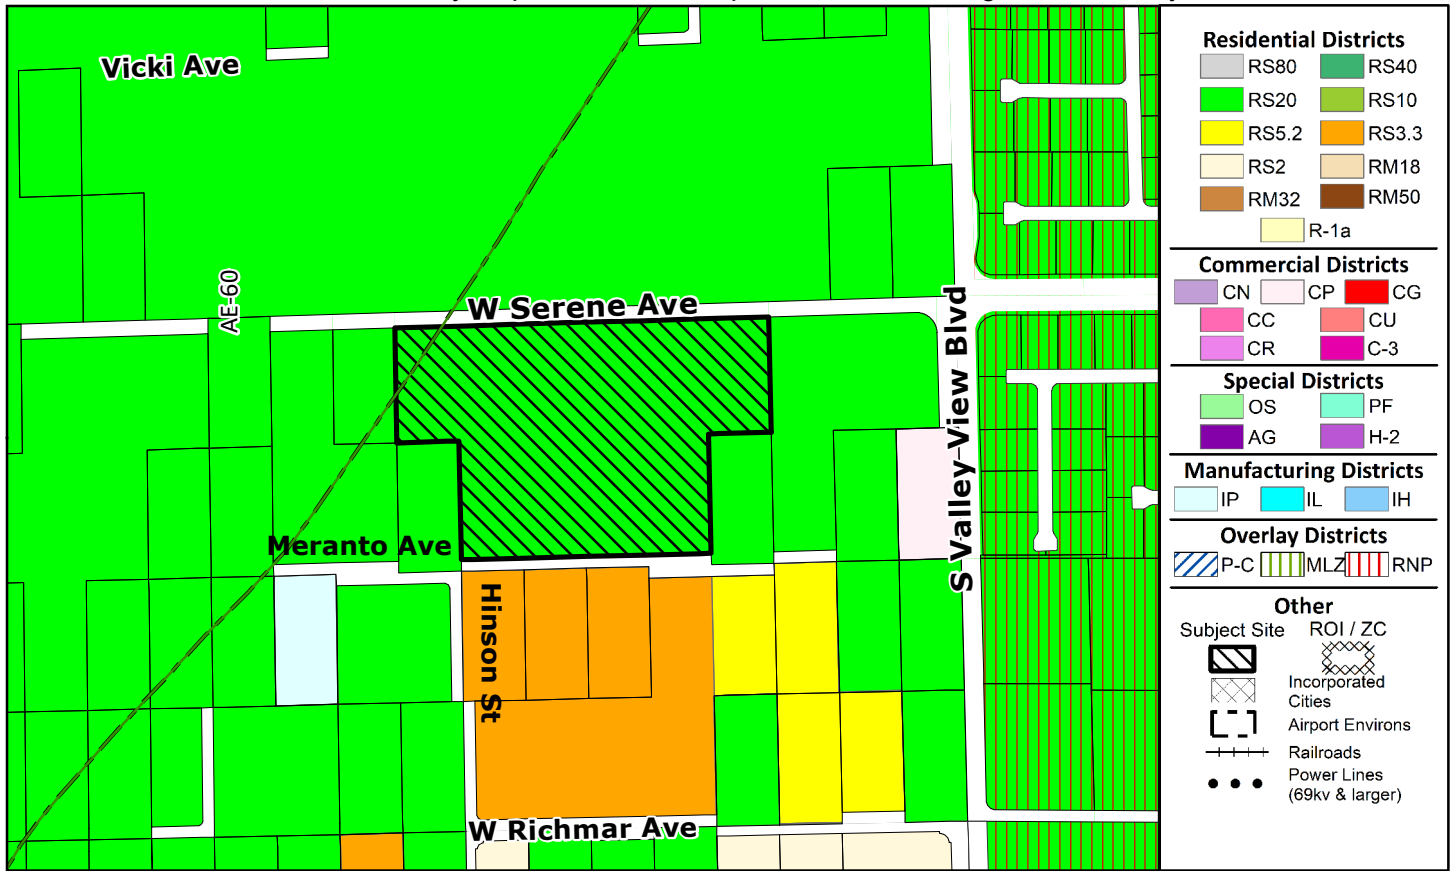 Vicki Ave
AE-60
W Serene Ave
S Valley View Blvd
Meranto Ave
Hinson St
W Richmar Ave
Residential Districts
RS80 RS40
RS20 RS10
RS5.2 RS3.3
RS2 RM18
RM32 RM50
R-1a
Commercial Districts
CN CP CG
CC CU
CR C-3
Special Districts
OS PF
AG H-2
Manufacturing Districts
IP IL IH
Overlay Districts
P-C MLZ RNP
Other
Subject Site ROI / ZC
Incorporated
Cities
Airport Environs
Railroads
Power Lines
(69kv & larger)